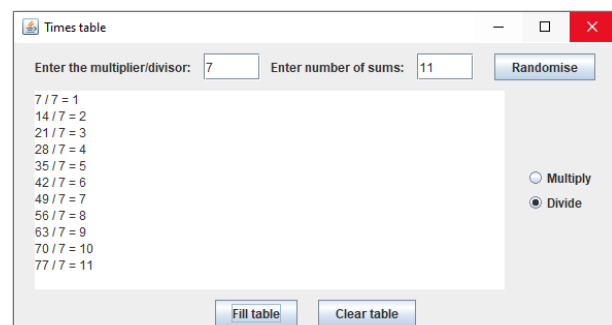 Times table
Enter the multiplier/divisor: 7 Enter number of sums: 11 Randomise
7 / 7 = 1
14 / 7 = 2
21 / 7 = 3
28 / 7 = 4
35 / 7 = 5
42 / 7 = 6
49 / 7 = 7
56 / 7 = 8
63 / 7 = 9
70 / 7 = 10
77 / 7 = 11
Multiply
Divide
Fill table Clear table